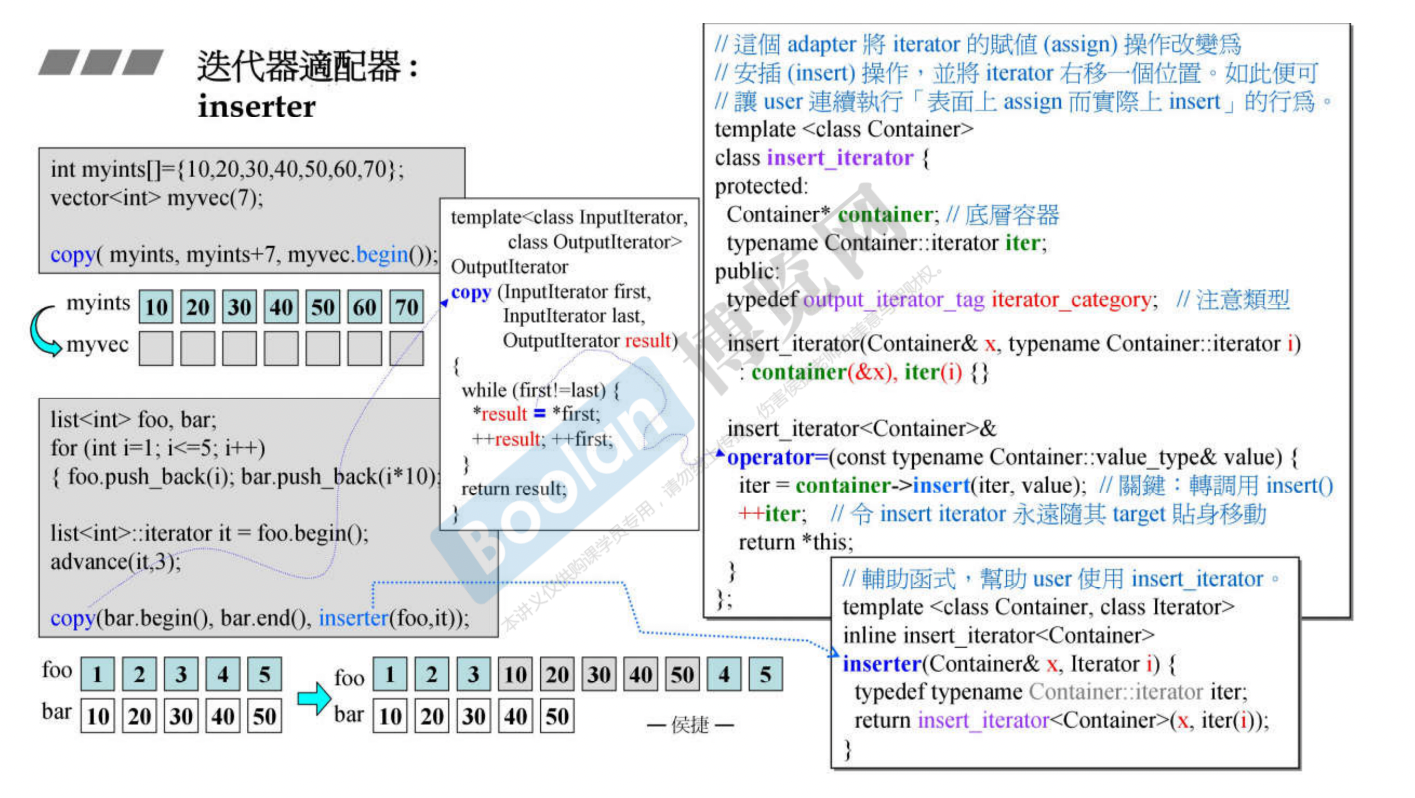 迭代器適配器：
inserter
int myints[]={10,20,30,40,50,60,70};
vector<int> myvec(7);
copy( myints, myints+7, myvec.begin());
myints 10 20 30 40 50 60 70
myvec
list<int> foo, bar;
for (int i=1; i<=5; i++)
{ foo.push_back(i); bar.push_back(i*10);
list<int>::iterator it = foo.begin();
advance(it,3);
copy(bar.begin(), bar.end(), inserter(foo,it));
foo 1 2 3 4 5
bar 10 20 30 40 50
foo 1 2 3 10 20 30 40 50 4 5
bar 10 20 30 40 50
— 侯捷 —
template<class InputIterator,
class OutputIterator>
OutputIterator
copy (InputIterator first,
InputIterator last,
OutputIterator result)
{
while (first!=last) {
*result = *first;
++result; ++first;
}
return result;
}
// 這個 adapter 將 iterator 的賦值 (assign) 操作改變爲
// 安插 (insert) 操作，並將 iterator 右移一個位置。如此便可
// 讓 user 連續執行「表面上 assign 而實際上 insert」的行爲。
template <class Container>
class insert_iterator {
protected:
Container* container; // 底層容器
typename Container::iterator iter;
public:
typedef output_iterator_tag iterator_category; // 注意類型
insert_iterator(Container& x, typename Container::iterator i)
: container(&x), iter(i) {}
insert_iterator<Container>&
operator=(const typename Container::value_type& value) {
iter = container->insert(iter, value); // 關鍵：轉調用 insert()
++iter; // 令 insert iterator 永遠隨其 target 貼身移動
return *this;
}
};
// 輔助函式，幫助 user 使用 insert_iterator。
template <class Container, class Iterator>
inline insert_iterator<Container>
inserter(Container& x, Iterator i) {
typedef typename Container::iterator iter;
return insert_iterator<Container>(x, iter(i));
}
Boolan 博览网
本讲义仅供购课学员专用，请勿